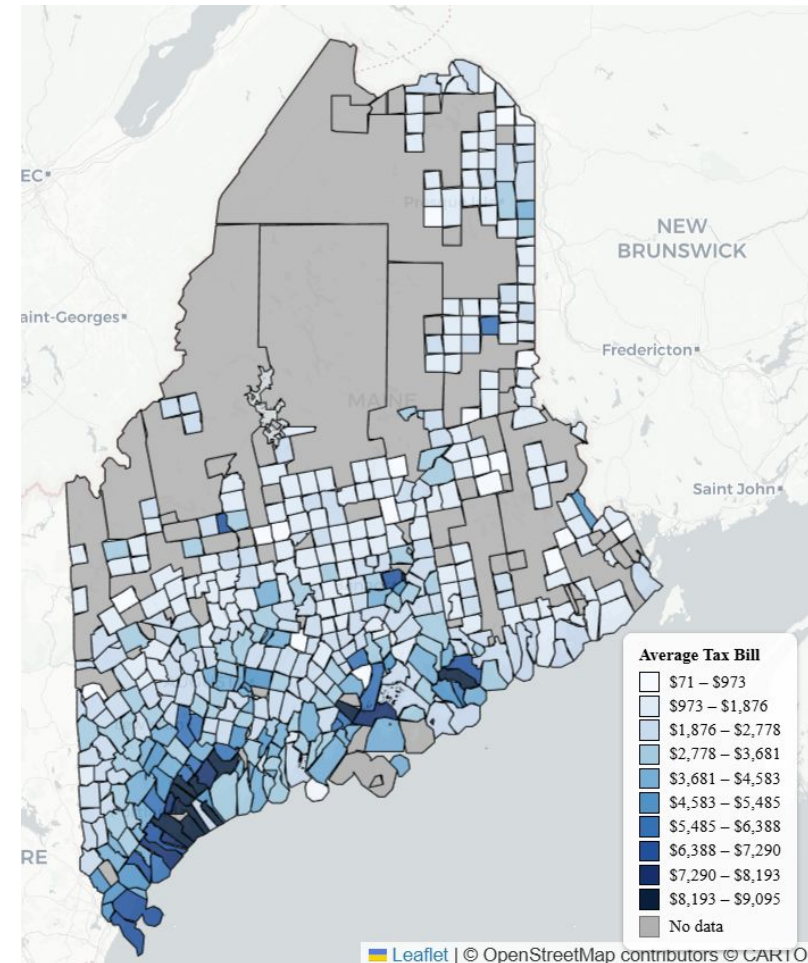 EC
NEW
BRUNSWICK
aint-Georges
Fredericton
MAINE
Saint John
Average Tax Bill
$71 – $973
$973 – $1,876
$1,876 – $2,778
$2,778 – $3,681
$3,681 – $4,583
$4,583 – $5,485
$5,485 – $6,388
$6,388 – $7,290
$7,290 – $8,193
$8,193 – $9,095
No data
RE
Leaflet | © OpenStreetMap contributors © CARTO